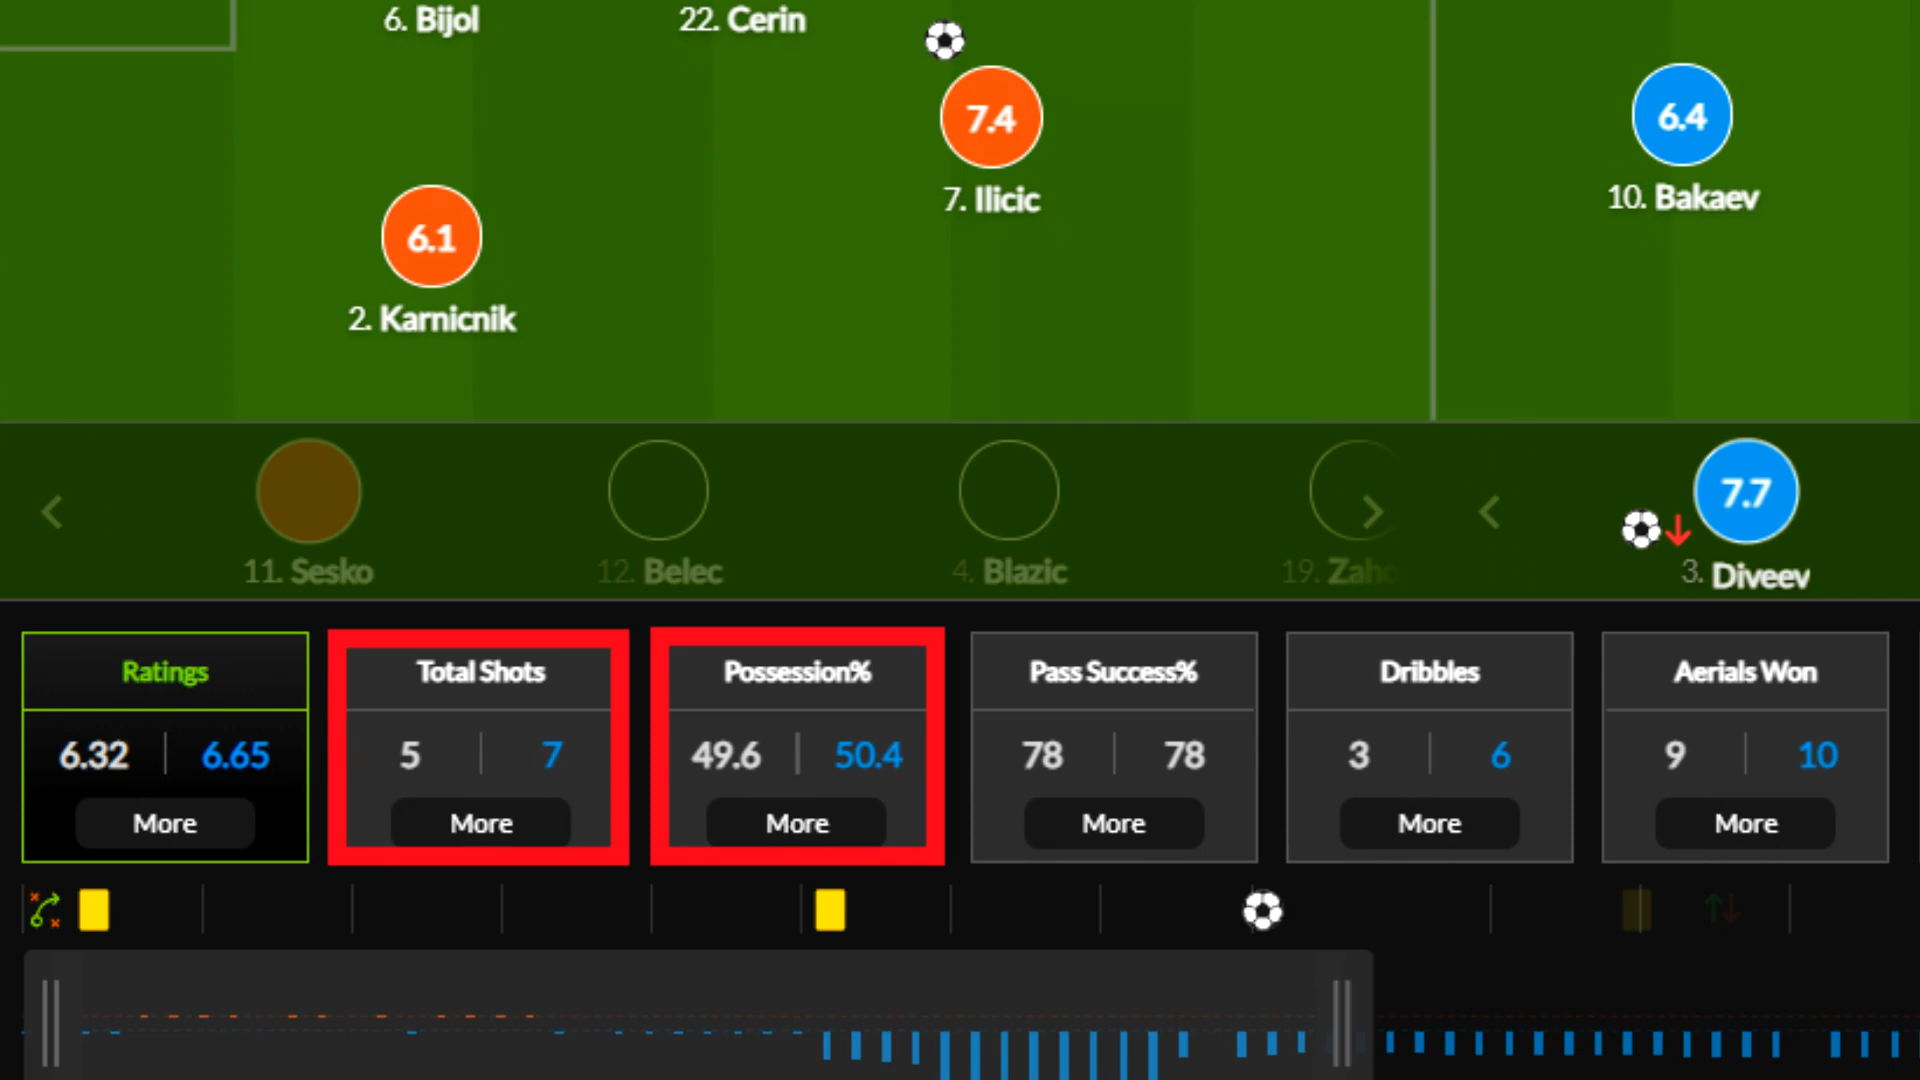 6. Bijol
22. Cerin
7.4
7. Ilicic
6.4
10. Bakaev
6.1
2. Karnicnik
7.7
11. Sesko
12. Belec
4. Blazic
19.
3. Diveev
Ratings
6.32 | 6.65
More
Total Shots
5 | 7
More
Possession%
49.6 | 50.4
More
Pass Success%
78 | 78
More
Dribbles
3 | 6
More
Aerials Won
9 | 10
More